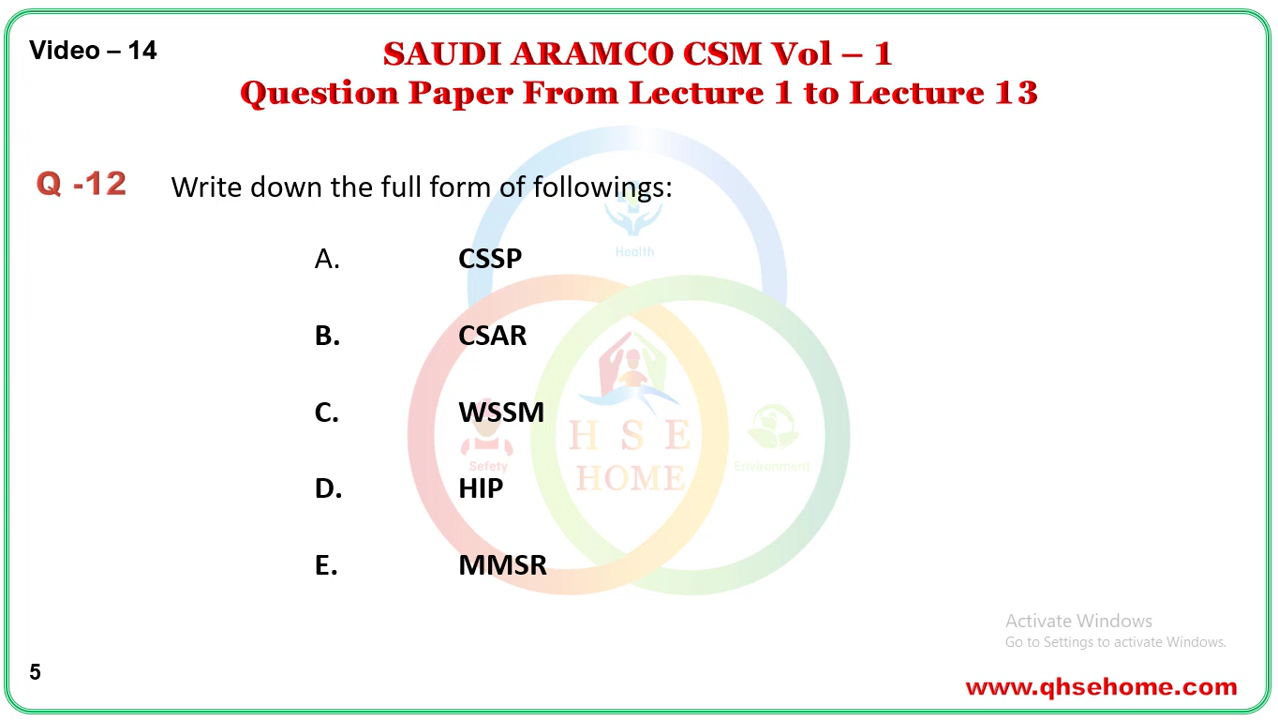 Video – 14
SAUDI ARAMCO CSM Vol – 1
Question Paper From Lecture 1 to Lecture 13
Q -12 Write down the full form of followings:
Health
A. CSSP
B. CSAR
C. WSSM
HSE
Sefety
Environment
HOME
D. HIP
E. MMSR
Activate Windows
Go to Settings to activate Windows.
5
www.qhsehome.com